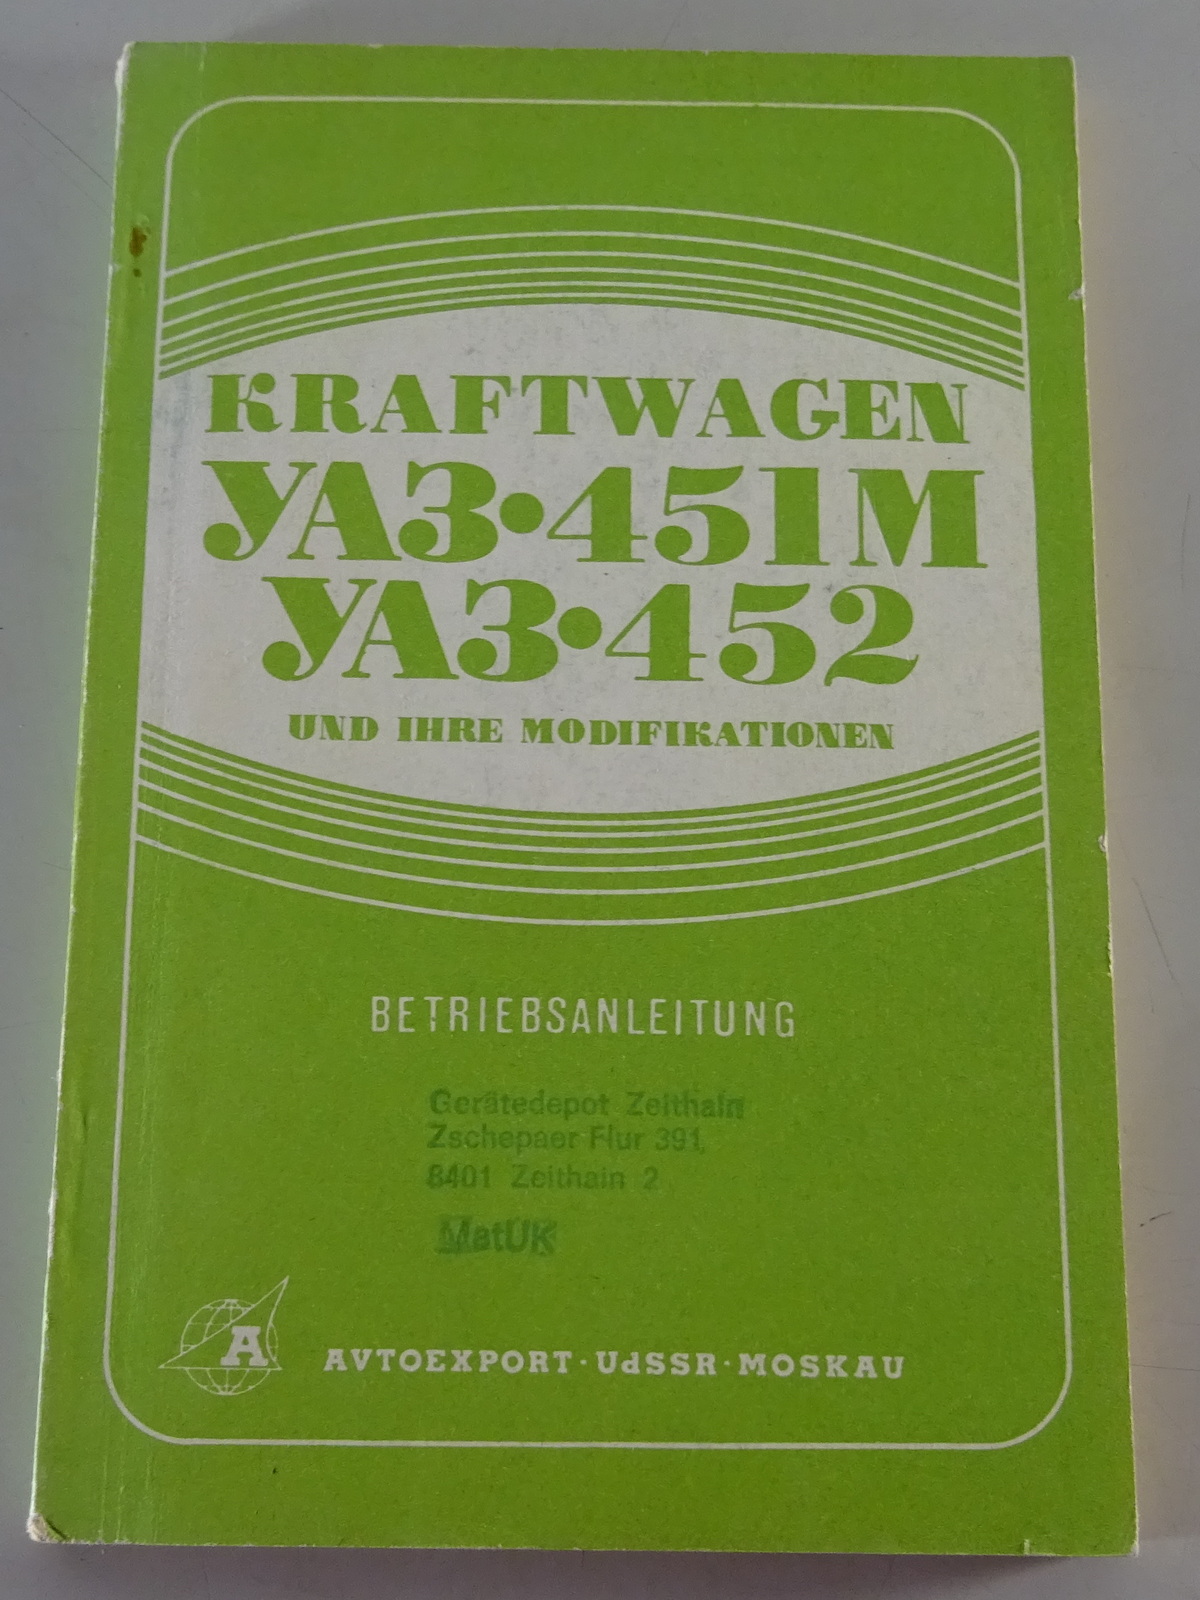 KRAFTWAGEN
УАЗ·451М
УАЗ·452
UND IHRE MODIFIKATIONEN
BETRIEBSANLEITUNG
Gerätedepot Zeithain
Zschepaer Flur 391,
8401 Zeithain 2
MatUK
A
AVTOEXPORT·UdSSR·MOSKAU